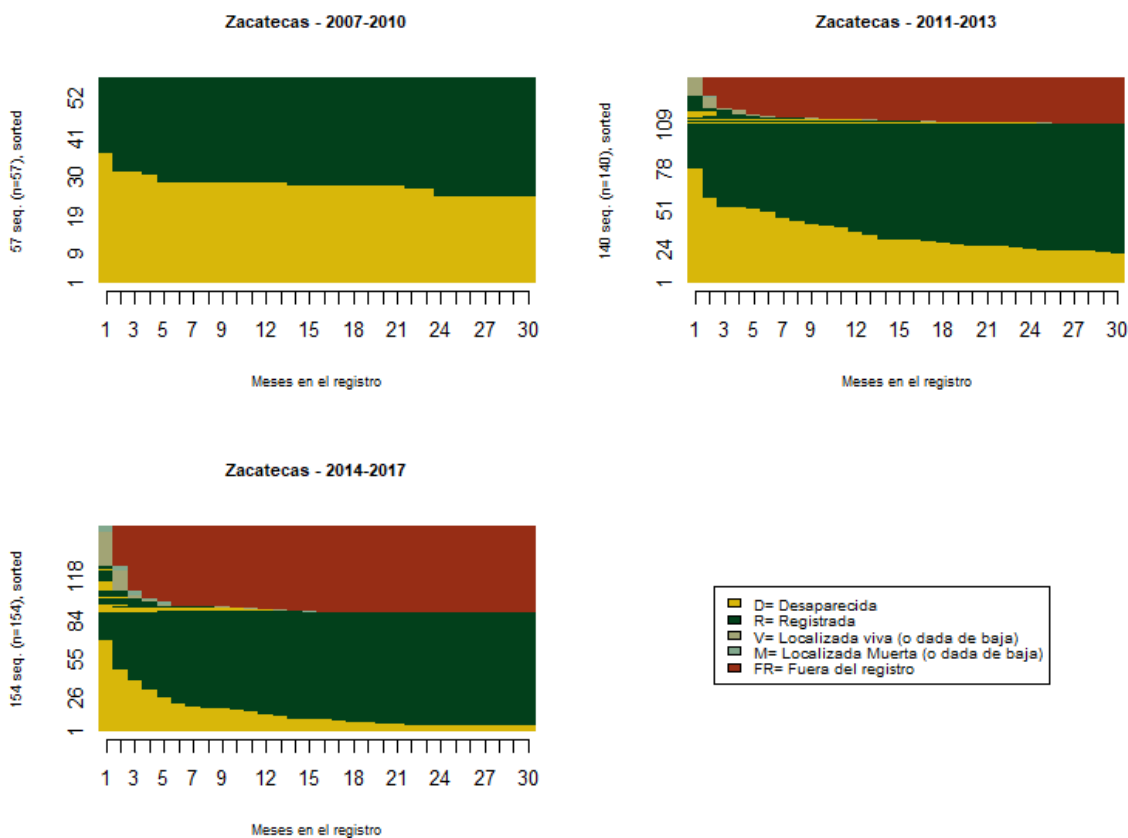 Zacatecas - 2007-2010
57 seq. (n=57), sorted
1 9 19 30 41 52
1 3 5 7 9 12 15 18 21 24 27 30
Meses en el registro
Zacatecas - 2011-2013
140 seq. (n=140), sorted
1 24 51 78 109
1 3 5 7 9 12 15 18 21 24 27 30
Meses en el registro
Zacatecas - 2014-2017
154 seq. (n=154), sorted
1 26 55 84 118
1 3 5 7 9 12 15 18 21 24 27 30
Meses en el registro
D= Desaparecida
R= Registrada
V= Localizada viva (o dada de baja)
M= Localizada Muerta (o dada de baja)
FR= Fuera del registro